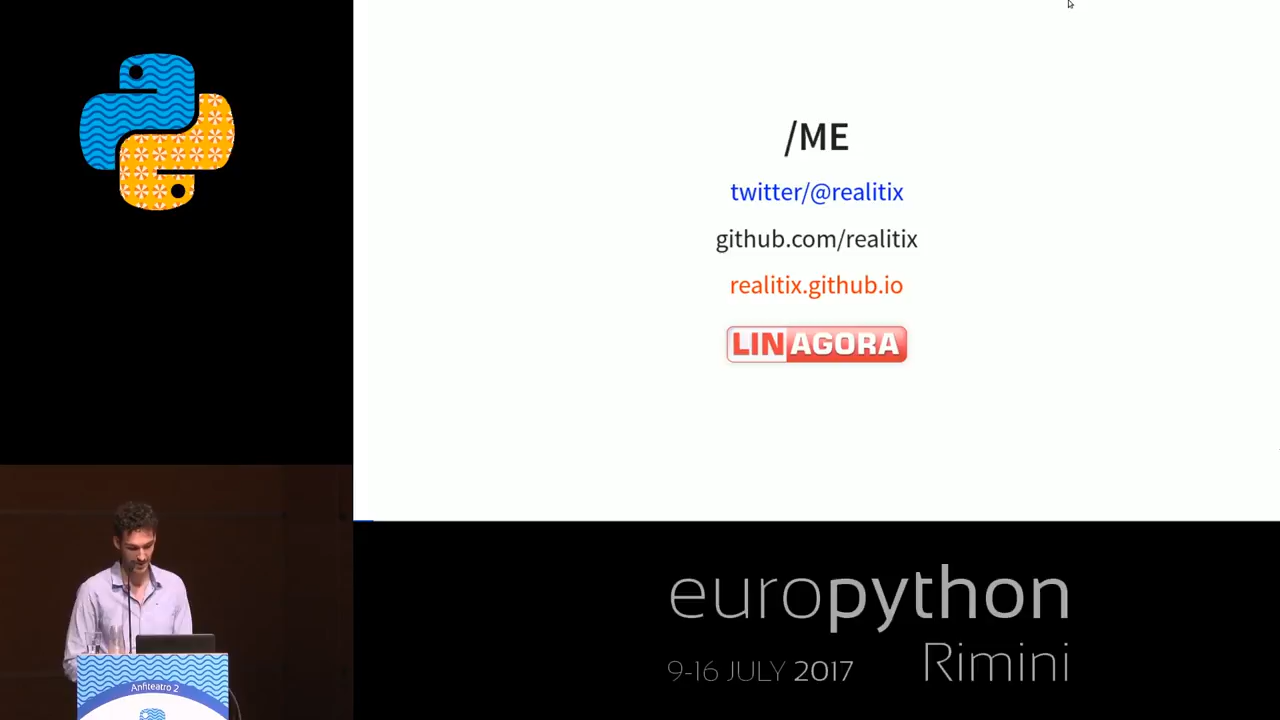 /ME
twitter/@realitix
github.com/realitix
realitix.github.io
LINAGORA
Anfiteatro 2
europython
Rimini
9-16 JULY 2017